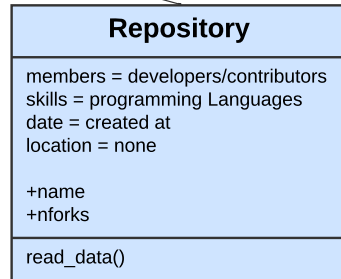 Repository
members = developers/contributors
skills = programming Languages
date = created at
location = none
+name
+nforks
read_data()